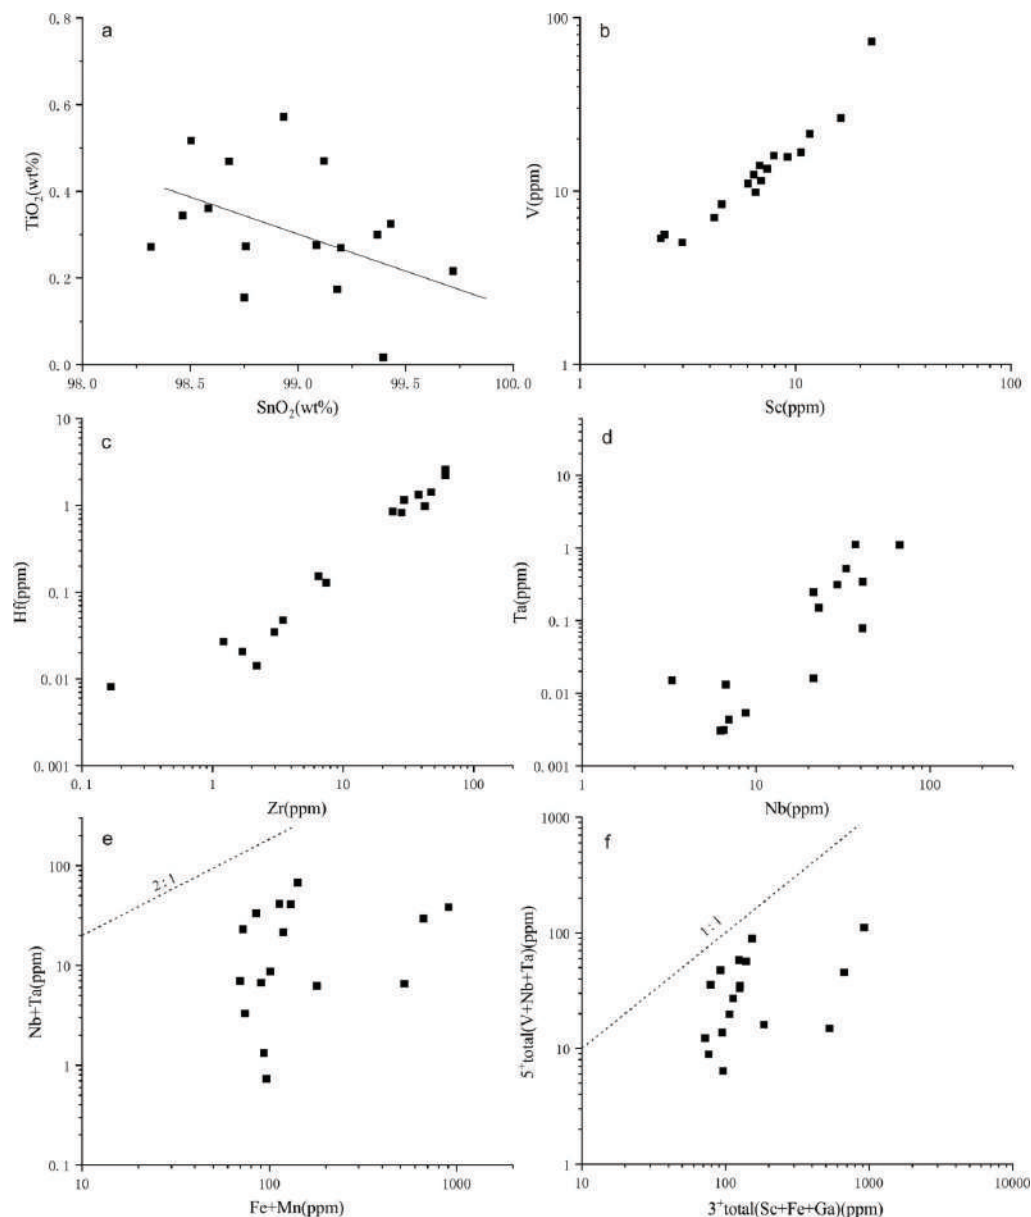 a
0.8
0.6
0.4
0.2
0.0
TiO2(wt%)
98.0
98.5
99.0
99.5
100.0
SnO2(wt%)
b
100
10
1
V(ppm)
1
10
100
Sc(ppm)
c
10
1
0.1
0.01
0.001
Hf(ppm)
0.1
1
10
100
Zr(ppm)
d
10
1
0.1
0.01
0.001
Ta(ppm)
1
10
100
Nb(ppm)
e
2:1
100
10
1
0.1
Nb+Ta(ppm)
10
100
1000
Fe+Mn(ppm)
f
1:1
1000
100
10
1
5⁺total(V+Nb+Ta)(ppm)
10
100
1000
10000
3⁺total(Sc+Fe+Ga)(ppm)